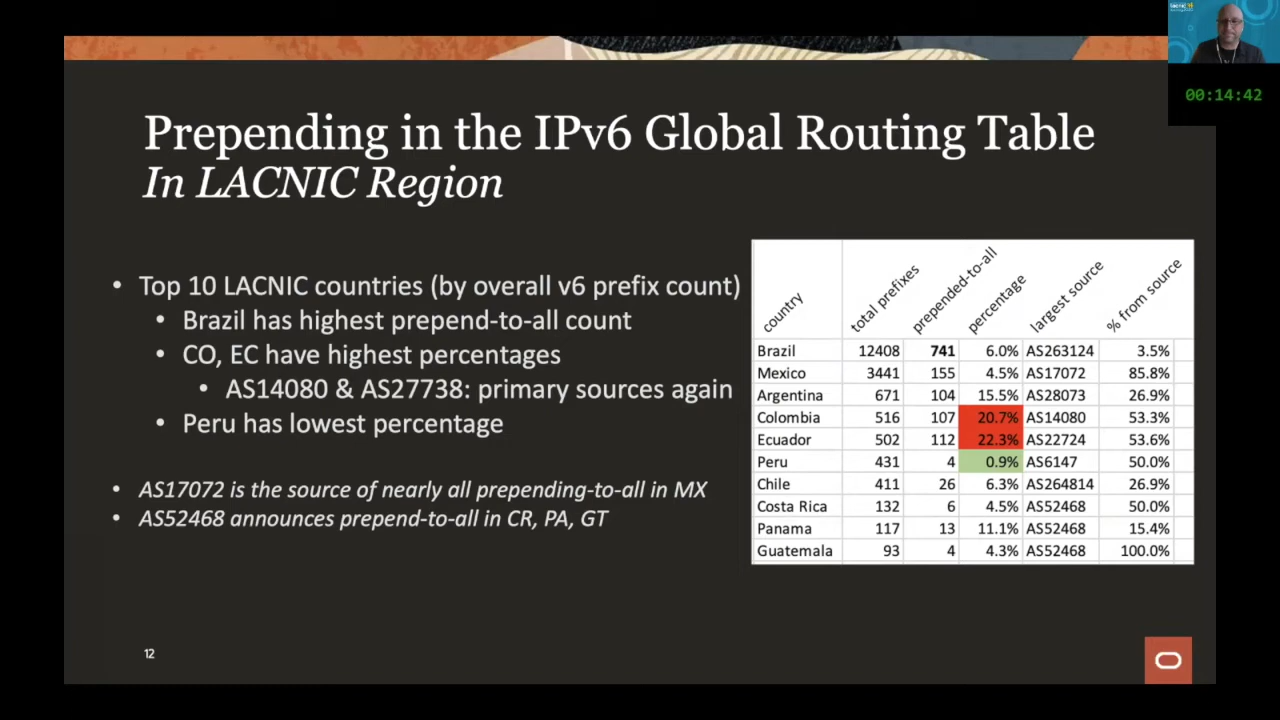 00:14:42
Prepending in the IPv6 Global Routing Table
In LACNIC Region
• Top 10 LACNIC countries (by overall v6 prefix count)
• Brazil has highest prepend-to-all count
• CO, EC have highest percentages
• AS14080 & AS27738: primary sources again
• Peru has lowest percentage
• AS17072 is the source of nearly all prepending-to-all in MX
• AS52468 announces prepend-to-all in CR, PA, GT
country total prefixes prepended-to-all percentage largest source % from source
Brazil 12408 741 6.0% AS263124 3.5%
Mexico 3441 155 4.5% AS17072 85.8%
Argentina 671 104 15.5% AS28073 26.9%
Colombia 516 107 20.7% AS14080 53.3%
Ecuador 502 112 22.3% AS22724 53.6%
Peru 431 4 0.9% AS6147 50.0%
Chile 411 26 6.3% AS264814 26.9%
Costa Rica 132 6 4.5% AS52468 50.0%
Panama 117 13 11.1% AS52468 15.4%
Guatemala 93 4 4.3% AS52468 100.0%
12